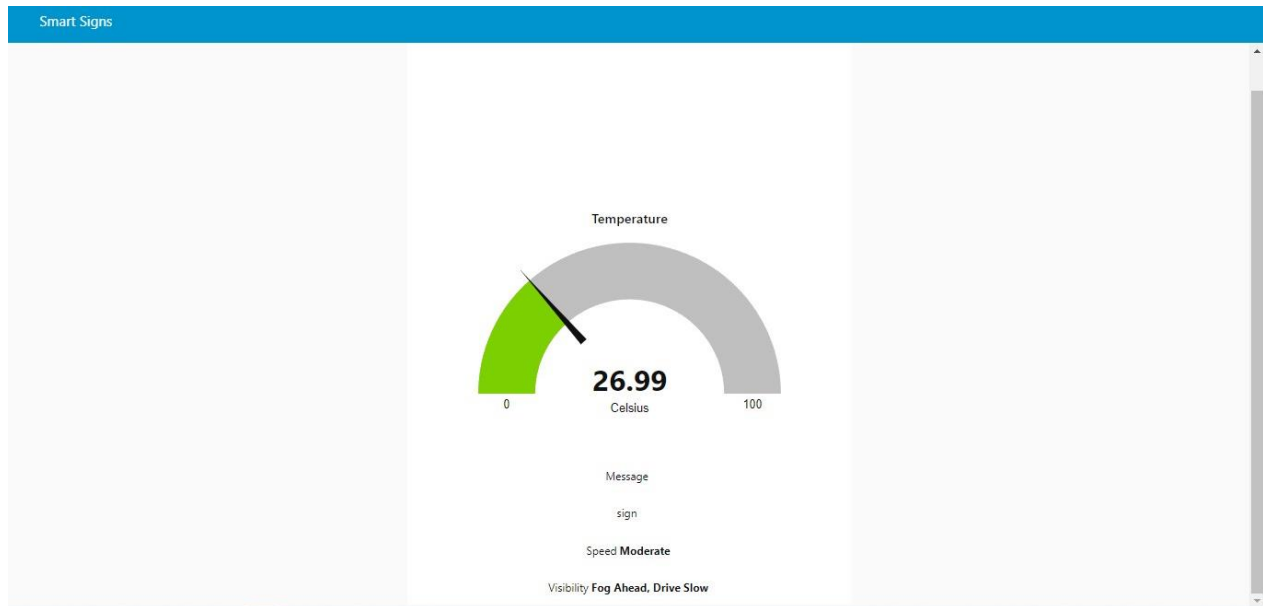 Smart Signs
Temperature
26.99
Celsius
0
100
Message
sign
Speed Moderate
Visibility Fog Ahead, Drive Slow